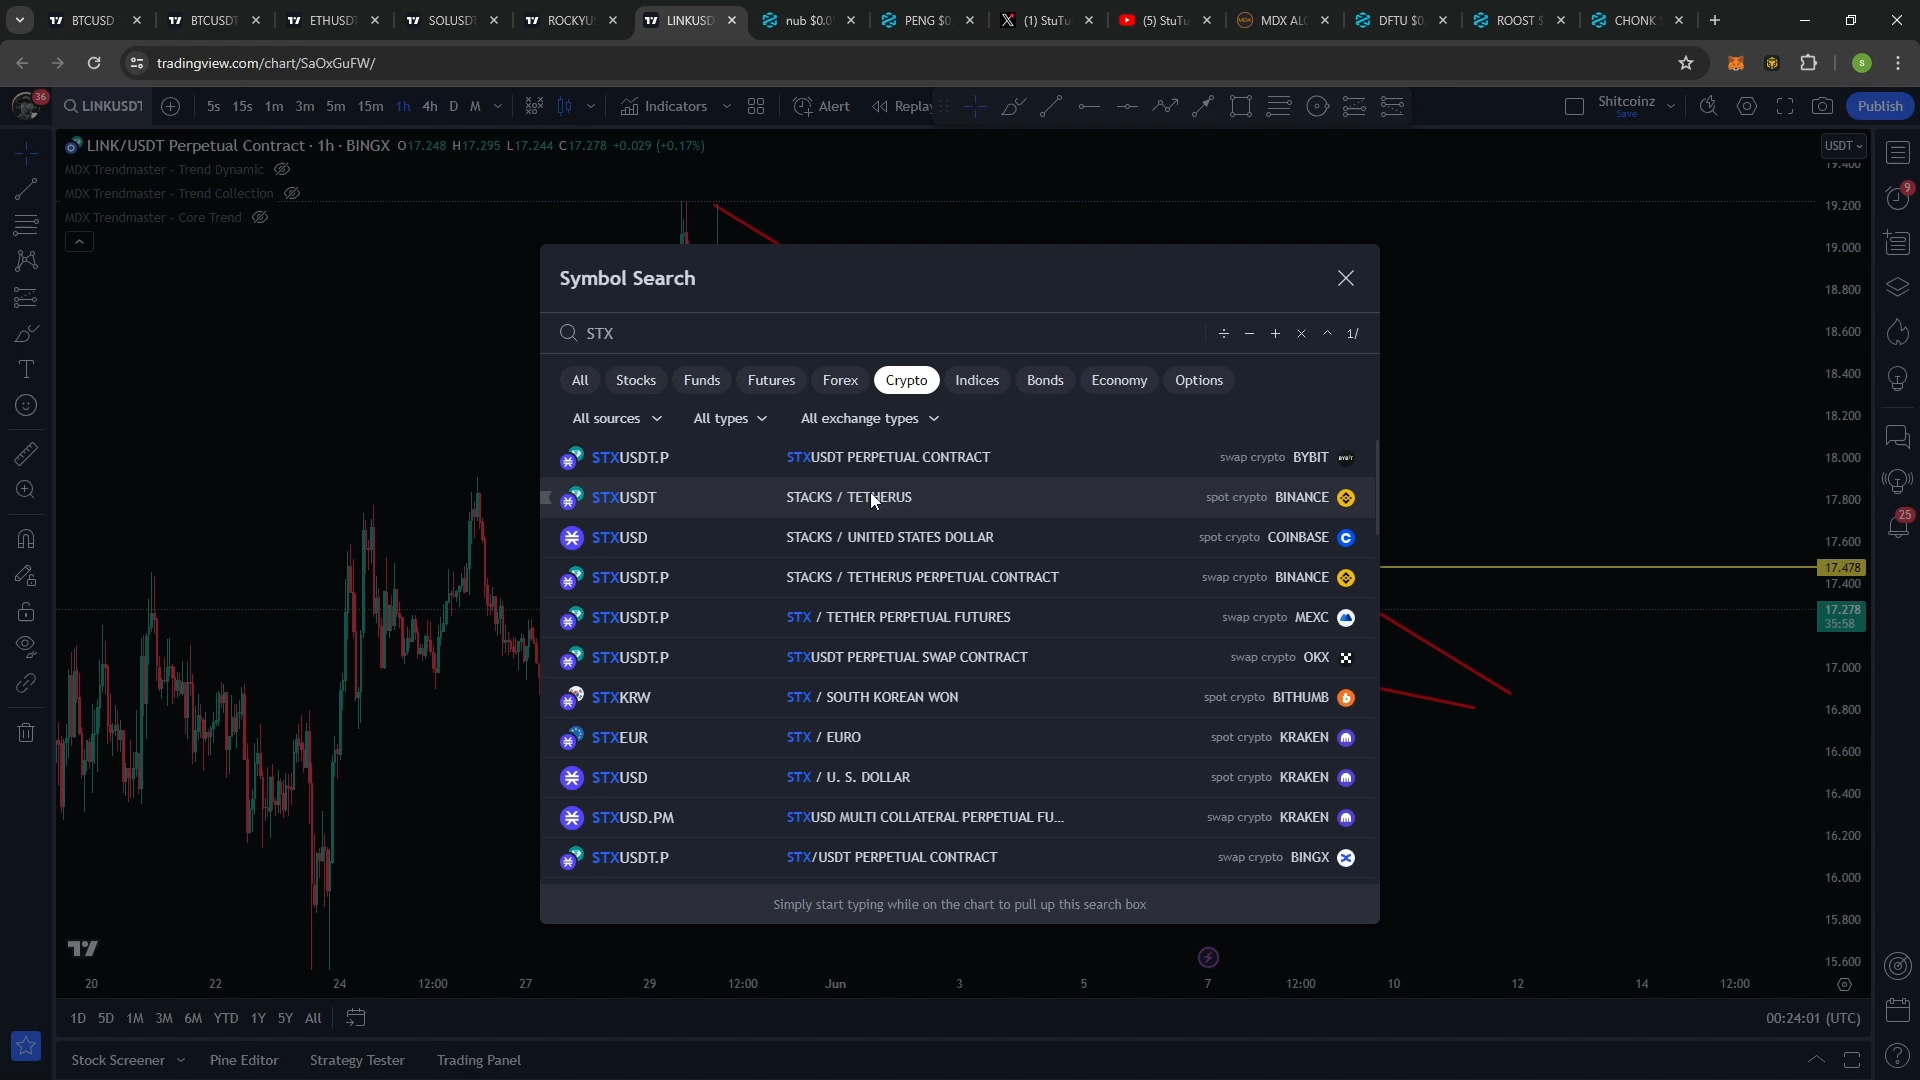 BTCUSD BTCUSDT ETHUSDT SOLUSDT ROCKYU LINKUSD nub $0.0 PENG $0 (1) StuTu (5) StuTu MDX ALG DFTU $0. ROOST $ CHONK
tradingview.com/chart/SaOxGuFW/
S
36 LINKUSDT 5s 15s 1m 3m 5m 15m 1h 4h D M Indicators Alert Replay Shitcoinz Save Publish
LINK/USDT Perpetual Contract · 1h · BINGX O17.248 H17.295 L17.244 C17.278 +0.029 (+0.17%)
USDT
MDX Trendmaster - Trend Dynamic
19.400
MDX Trendmaster - Trend Collection
9
MDX Trendmaster - Core Trend
19.200
19.000
Symbol Search
18.800
STX ÷ − + × ^ 1/
18.600
All Stocks Funds Futures Forex Crypto Indices Bonds Economy Options
18.400
All sources All types All exchange types
18.200
STXUSDT.P STXUSDT PERPETUAL CONTRACT swap crypto BYBIT
18.000
STXUSDT STACKS / TETHERUS spot crypto BINANCE
17.800
25
STXUSD STACKS / UNITED STATES DOLLAR spot crypto COINBASE
17.600
17.478
STXUSDT.P STACKS / TETHERUS PERPETUAL CONTRACT swap crypto BINANCE
17.400
17.278
35:58
STXUSDT.P STX / TETHER PERPETUAL FUTURES swap crypto MEXC
STXUSDT.P STXUSDT PERPETUAL SWAP CONTRACT swap crypto OKX
17.000
STXKRW STX / SOUTH KOREAN WON spot crypto BITHUMB
16.800
STXEUR STX / EURO spot crypto KRAKEN
16.600
STXUSD STX / U. S. DOLLAR spot crypto KRAKEN
16.400
STXUSD.PM STXUSD MULTI COLLATERAL PERPETUAL FU... swap crypto KRAKEN
16.200
STXUSDT.P STX/USDT PERPETUAL CONTRACT swap crypto BINGX
16.000
Simply start typing while on the chart to pull up this search box
15.800
15.600
20 22 24 12:00 27 29 12:00 Jun 3 5 7 12:00 10 12 14 12:00
1D 5D 1M 3M 6M YTD 1Y 5Y All 00:24:01 (UTC)
Stock Screener Pine Editor Strategy Tester Trading Panel